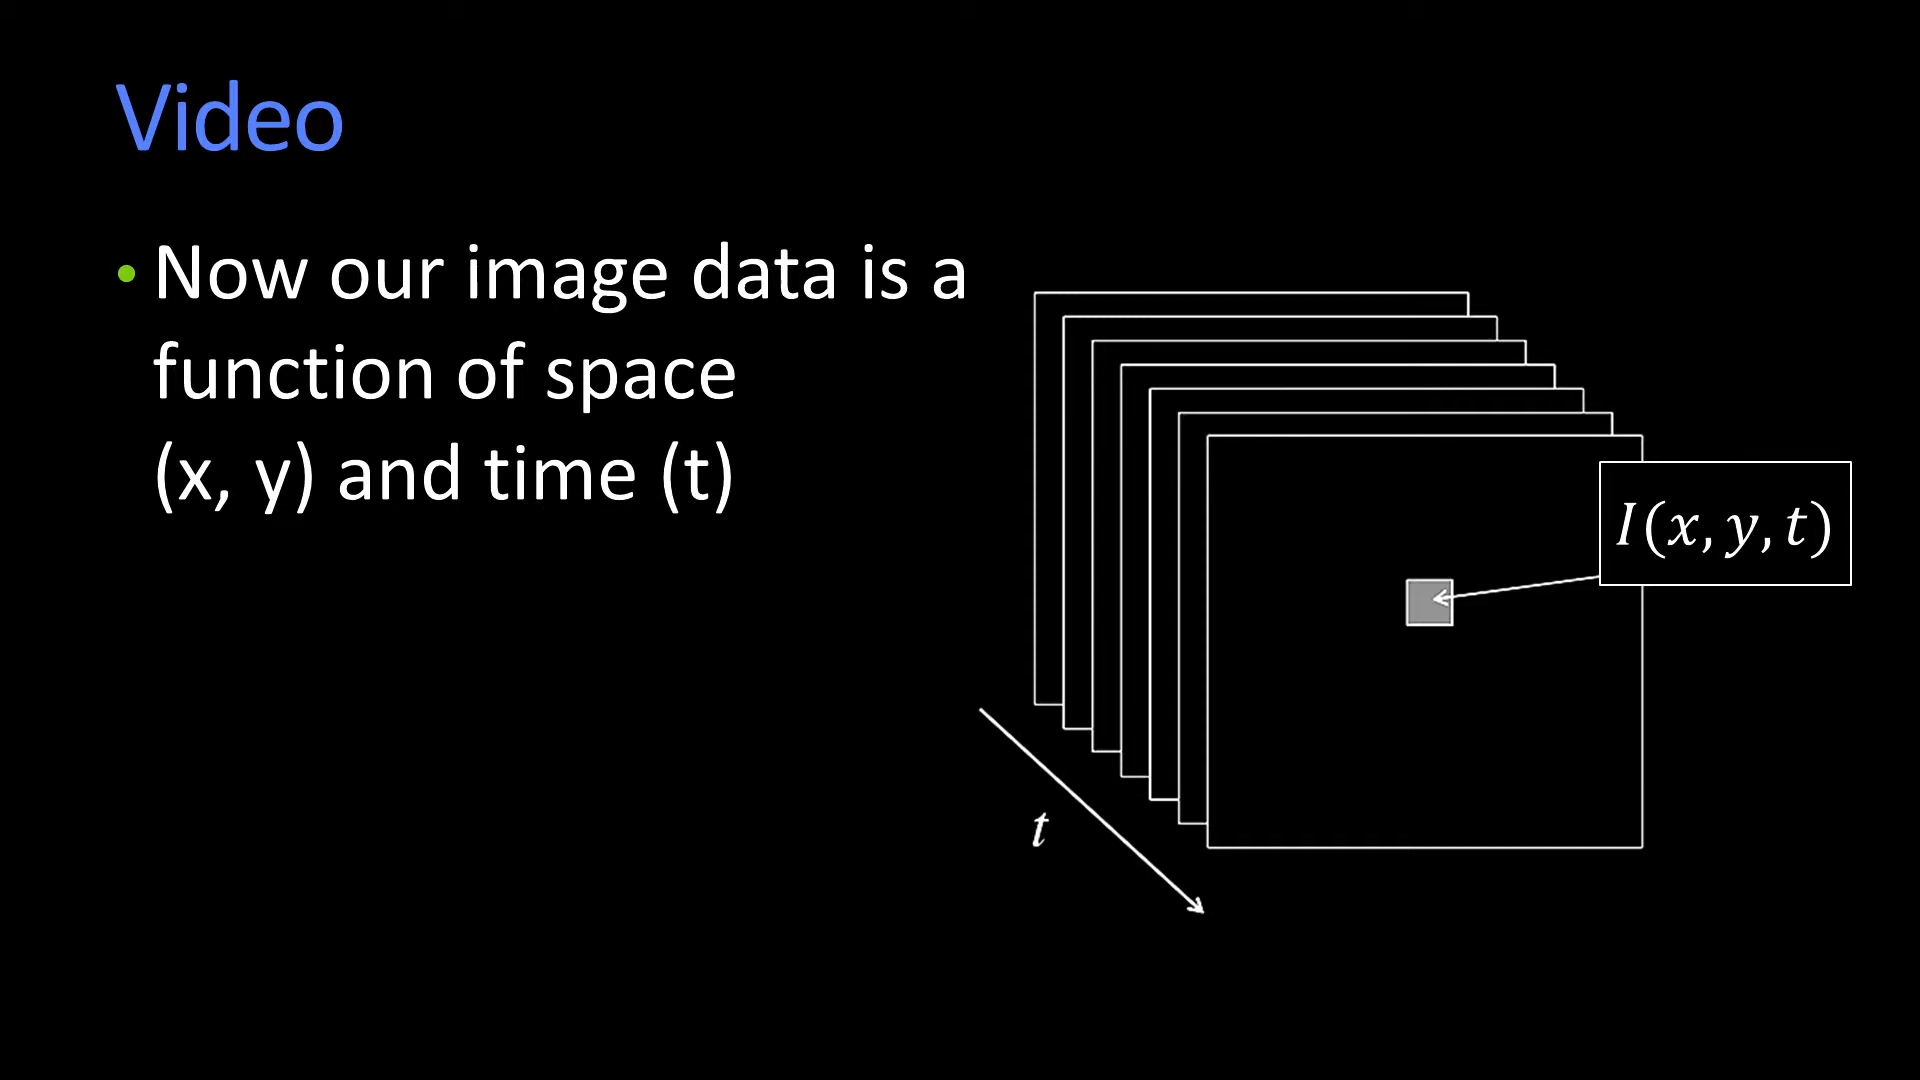 Video
• Now our image data is a
function of space
(x, y) and time (t)
I(x, y, t)
t